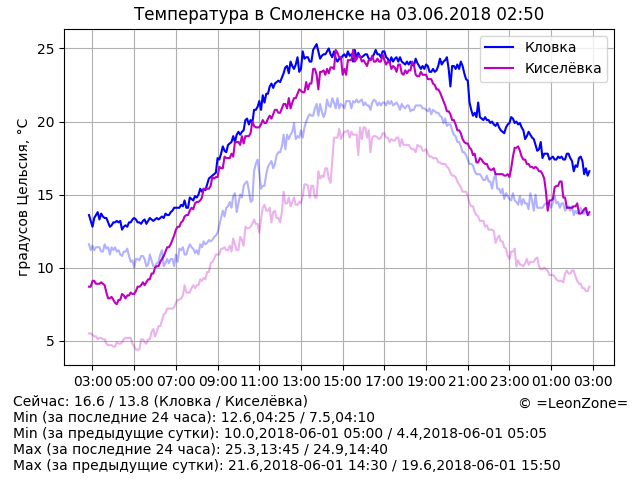 Температура в Смоленске на 03.06.2018 02:50
Кловка
Киселёвка
градусов Цельсия, °C
25
20
15
10
5
03:00 05:00 07:00 09:00 11:00 13:00 15:00 17:00 19:00 21:00 23:00 01:00 03:00
Сейчас: 16.6 / 13.8 (Кловка / Киселёвка)
© =LeonZone=
Min (за последние 24 часа): 12.6,04:25 / 7.5,04:10
Min (за предыдущие сутки): 10.0,2018-06-01 05:00 / 4.4,2018-06-01 05:05
Max (за последние 24 часа): 25.3,13:45 / 24.9,14:40
Max (за предыдущие сутки): 21.6,2018-06-01 14:30 / 19.6,2018-06-01 15:50